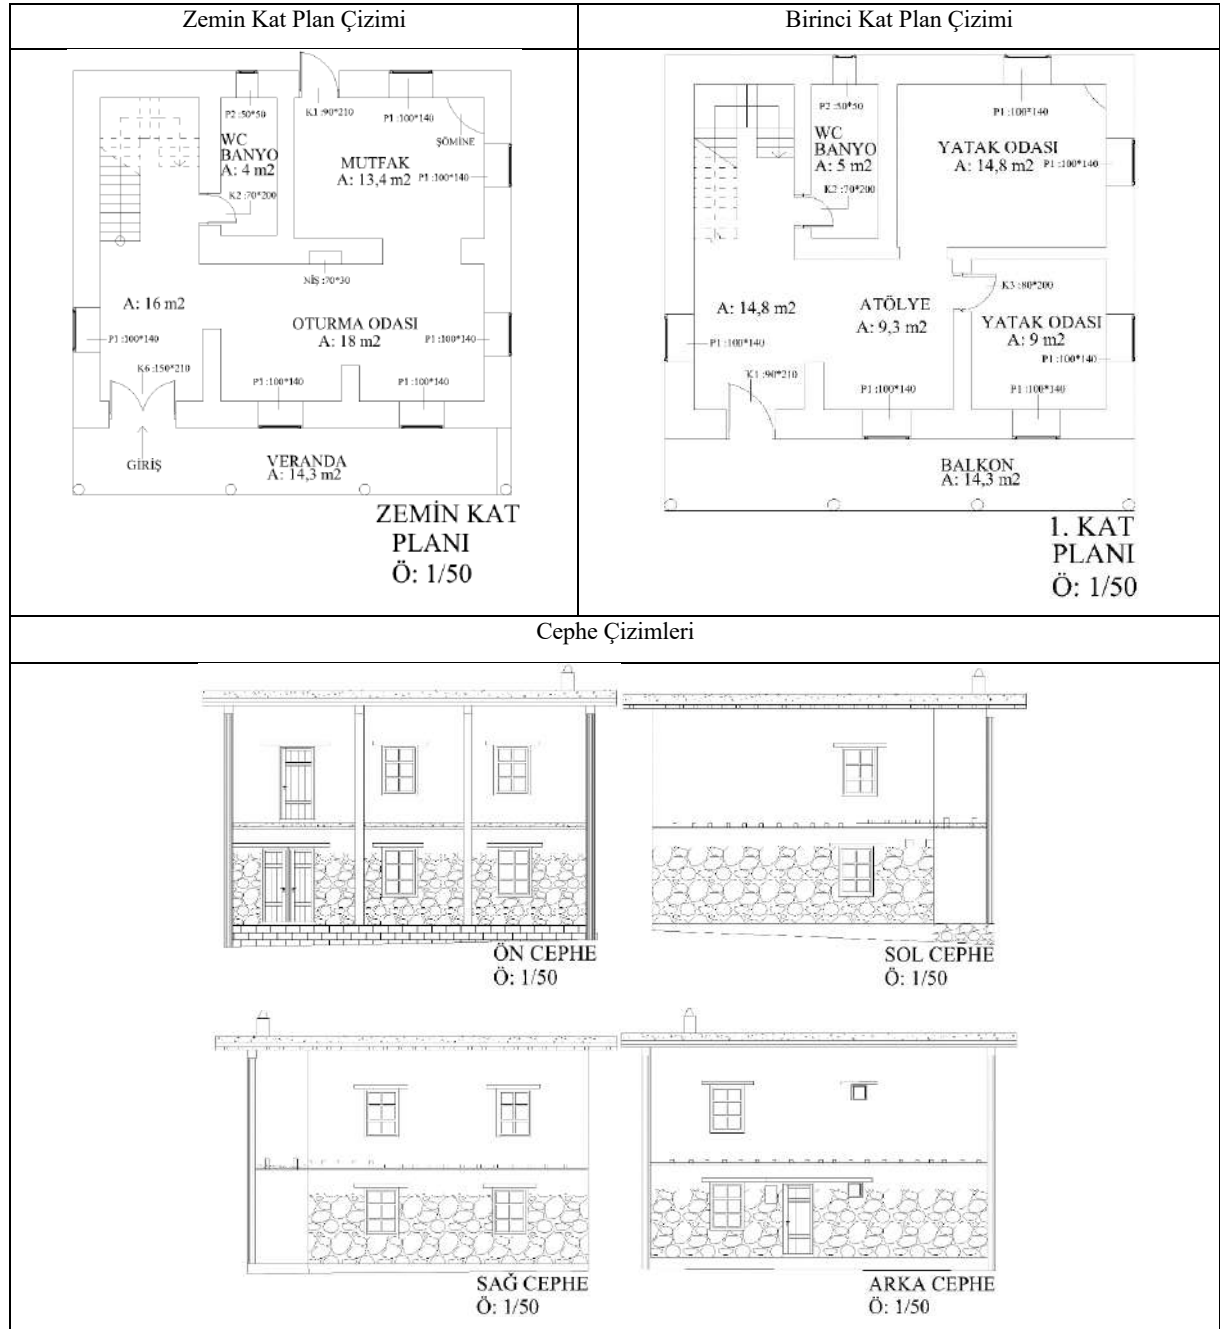 Zemin Kat Plan Çizimi
Birinci Kat Plan Çizimi
P2 :50*50
K1 :90*210
P1 :100*140
ŞÖMİNE
WC
BANYO
A: 4 m2
MUTFAK
A: 13,4 m2
P1 :100*140
K2 :70*200
NİŞ :70*30
A: 16 m2
OTURMA ODASI
A: 18 m2
P1 :100*140
P1 :100*140
K6 :150*210
P1 :100*140
P1 :100*140
GİRİŞ
VERANDA
A: 14,3 m2
ZEMİN KAT
PLANI
Ö: 1/50
P2 :50*50
P1 :100*140
WC
BANYO
A: 5 m2
YATAK ODASI
A: 14,8 m2
P1 :100*140
K2 :70*200
K3 :80*200
A: 14,8 m2
ATÖLYE
A: 9,3 m2
YATAK ODASI
A: 9 m2
P1 :100*140
P1 :100*140
K1 :90*210
P1 :100*140
P1 :100*140
BALKON
A: 14,3 m2
1. KAT
PLANI
Ö: 1/50
Cephe Çizimleri
ÖN CEPHE
Ö: 1/50
SOL CEPHE
Ö: 1/50
SAĞ CEPHE
Ö: 1/50
ARKA CEPHE
Ö: 1/50